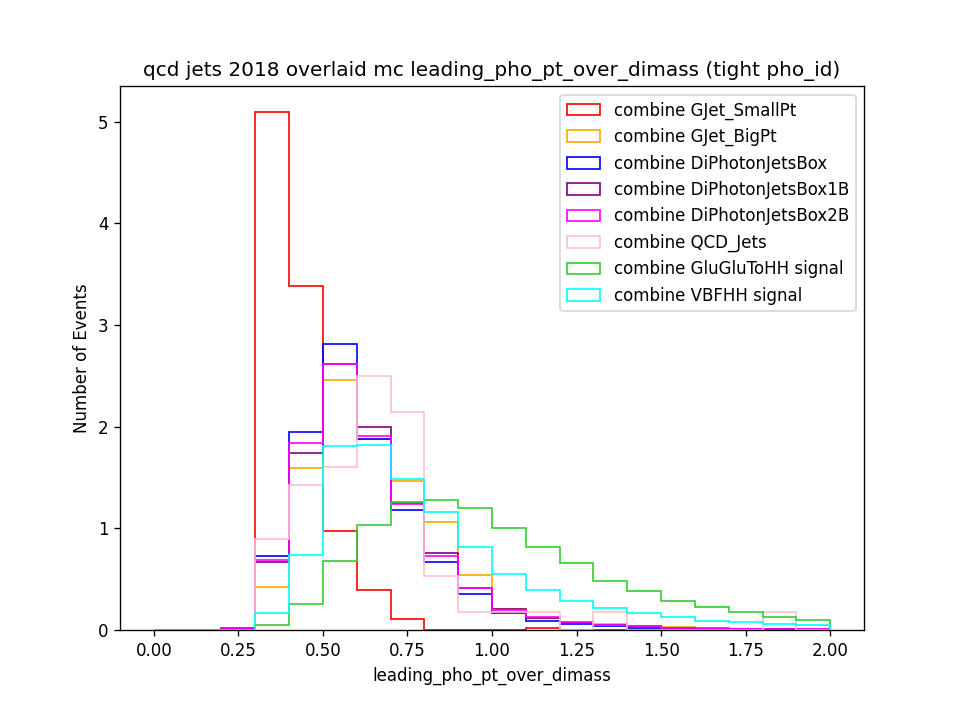 qcd jets 2018 overlaid mc leading_pho_pt_over_dimass (tight pho_id)
combine GJet_SmallPt
combine GJet_BigPt
combine DiPhotonJetsBox
combine DiPhotonJetsBox1B
combine DiPhotonJetsBox2B
combine QCD_Jets
combine GluGluToHH signal
combine VBFHH signal
Number of Events
5
4
3
2
1
0
0.00 0.25 0.50 0.75 1.00 1.25 1.50 1.75 2.00
leading_pho_pt_over_dimass